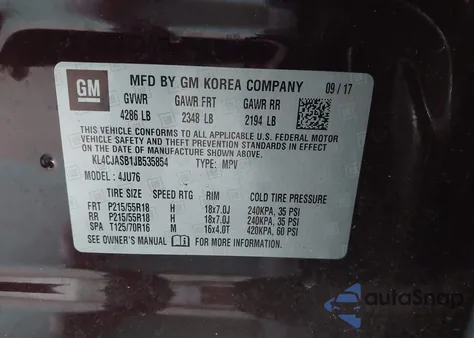 GM
MFD BY GM KOREA COMPANY 09/17
GVWR GAWR FRT GAWR RR
4286 LB 2348 LB 2194 LB
THIS VEHICLE CONFORMS TO ALL APPLICABLE U.S. FEDERAL MOTOR
VEHICLE SAFETY, BUMPER, AND THEFT PREVENTION STANDARDS IN EFFECT
ON THE DATE OF MANUFACTURE SHOWN ABOVE.
KL4CJASB1JB535854 TYPE: MPV
MODEL: 4JU76
TIRE SIZE SPEED RTG RIM COLD TIRE PRESSURE
FRT P215/55R18 H 18x7.0J 240KPA, 35 PSI
RR P215/55R18 H 18x7.0J 240KPA, 35 PSI
SPA T125/70R16 M 16x4.0T 420KPA, 60 PSI
SEE OWNER'S MANUAL FOR MORE INFORMATION.
autoSnap